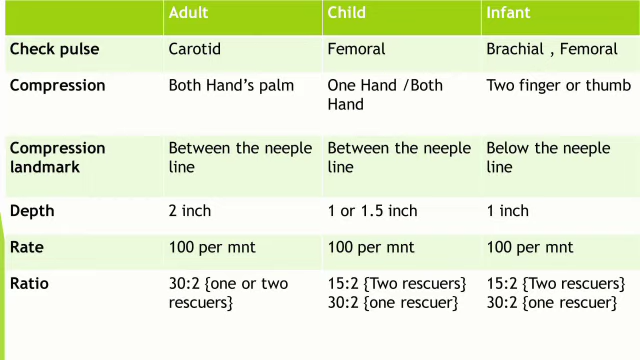 Adult Child Infant
Check pulse Carotid Femoral Brachial , Femoral
Compression Both Hand's palm One Hand /Both Two finger or thumb
Hand
Compression Between the neeple Between the neeple Below the neeple
landmark line line line
Depth 2 inch 1 or 1.5 inch 1 inch
Rate 100 per mnt 100 per mnt 100 per mnt
Ratio 30:2 {one or two 15:2 {Two rescuers} 15:2 {Two rescuers}
rescuers} 30:2 {one rescuer} 30:2 {one rescuer}